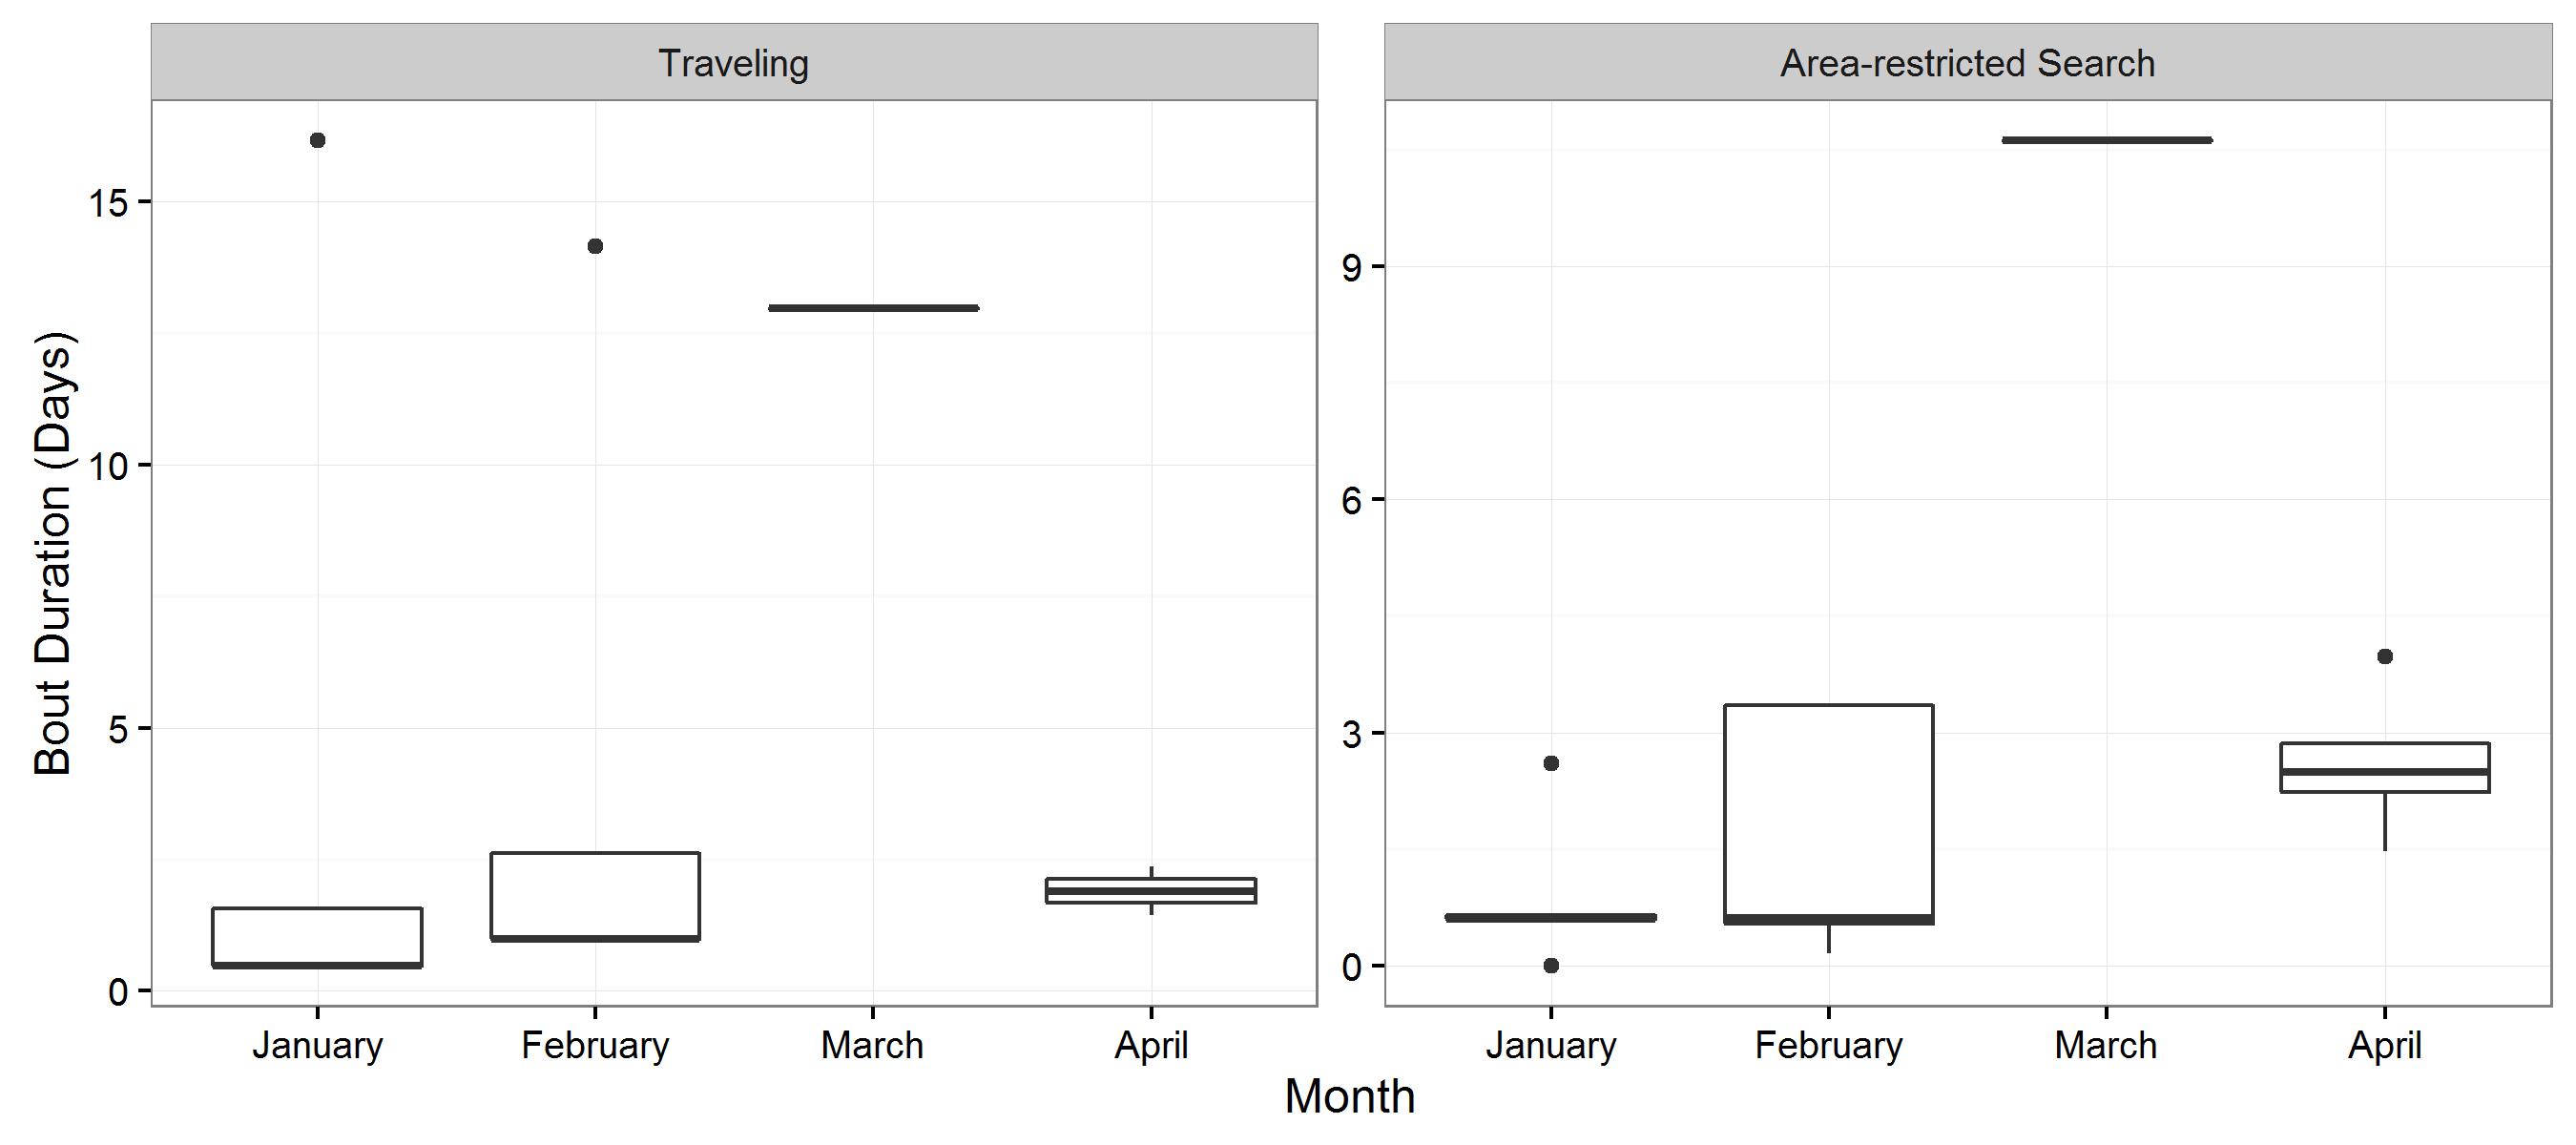 Traveling
Area-restricted Search
Bout Duration (Days)
15
10
5
0
9
6
3
0
January February March April
January February March April
Month